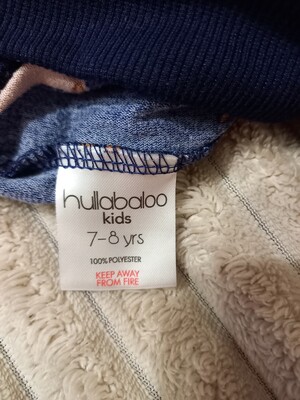 hullabaloo
kids
7-8 yrs
100% POLYESTER
KEEP AWAY
FROM FIRE